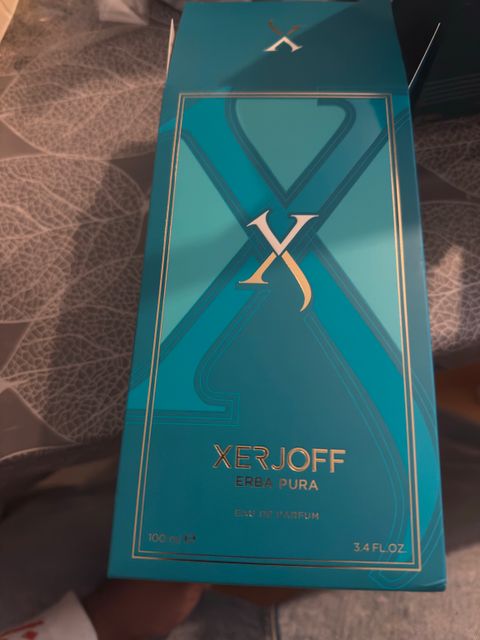 X
X
XERJOFF
ERBA PURA
EAU DE PARFUM
100 ml ℮
3.4 FL.OZ.